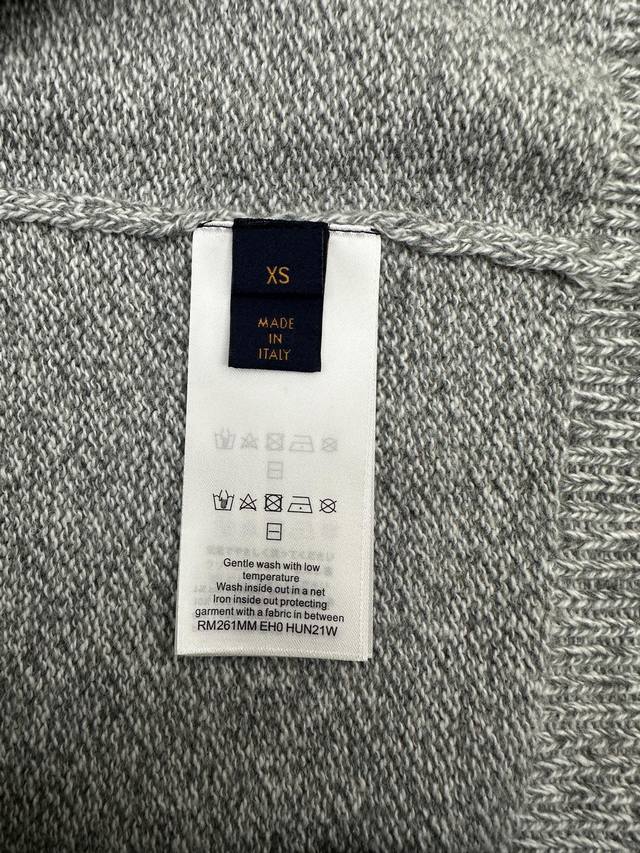 XS
MADE
IN
ITALY
Gentle wash with low
temperature
Wash inside out in a net
Iron inside out protecting
garment with a fabric in between
RM261MM EH0 HUN21W